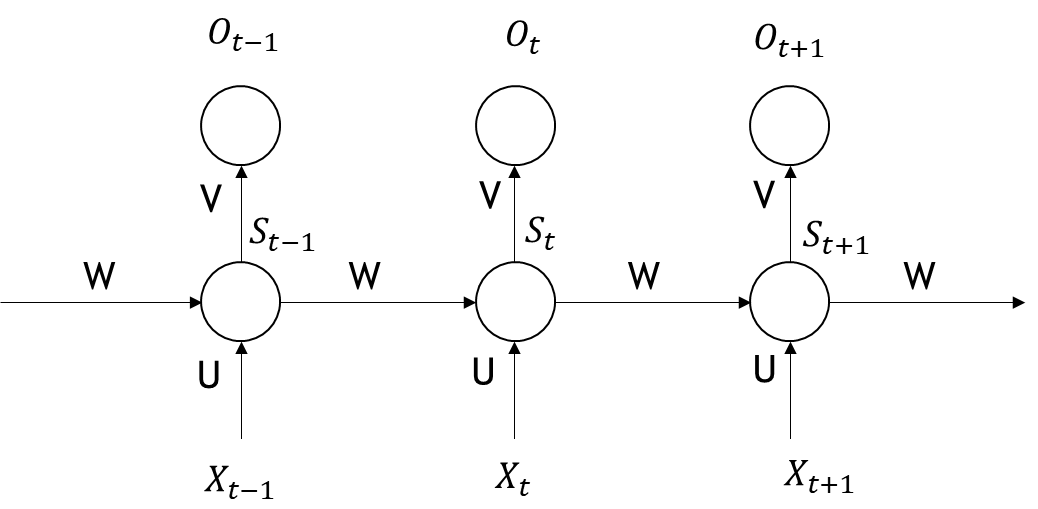 O_{t−1} O_t O_{t+1}
V V V
S_{t−1} S_t S_{t+1}
W W W W
U U U
X_{t−1} X_t X_{t+1}